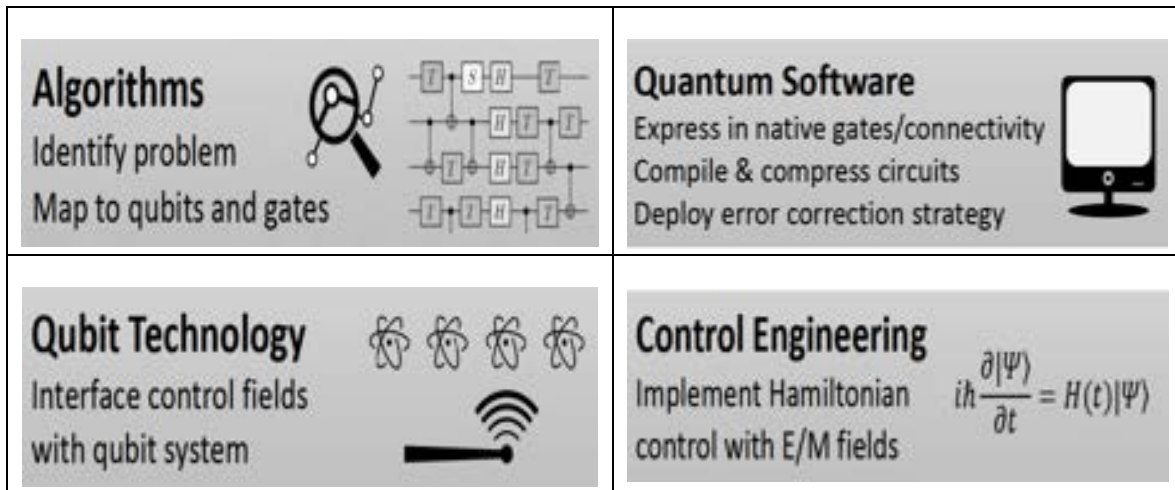 Algorithms
Identify problem
Map to qubits and gates
T S H T
H T T
T H T
T T H T
Quantum Software
Express in native gates/connectivity
Compile & compress circuits
Deploy error correction strategy
Qubit Technology
Interface control fields
with qubit system
Control Engineering
Implement Hamiltonian
control with E/M fields
iħ ∂|Ψ⟩/∂t = H(t)|Ψ⟩